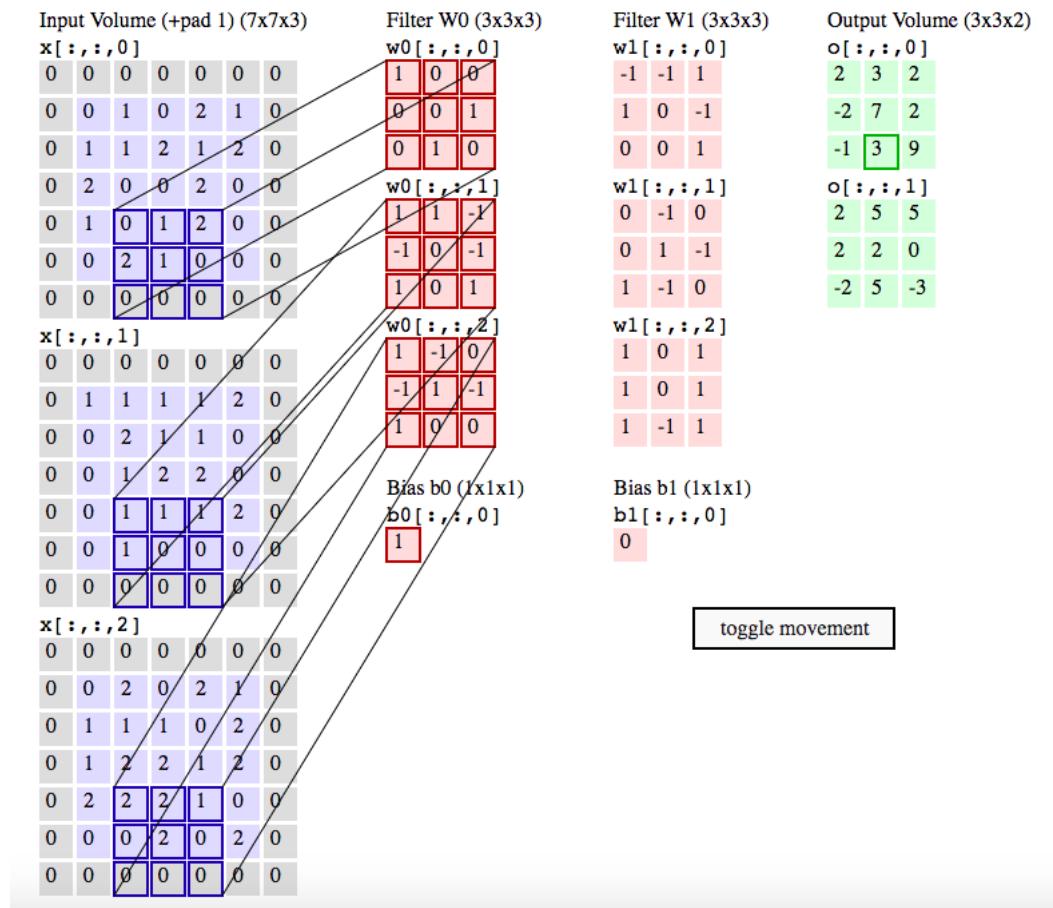 Input Volume (+pad 1) (7x7x3)
x[:,:,0]
0 0 0 0 0 0 0
0 0 1 0 2 1 0
0 1 1 2 1 2 0
0 2 0 0 2 0 0
0 1 0 1 2 0 0
0 0 2 1 0 0 0
0 0 0 0 0 0 0
x[:,:,1]
0 0 0 0 0 0 0
0 1 1 1 1 2 0
0 0 2 1 1 0 0
0 0 1 2 2 0 0
0 0 1 1 1 2 0
0 0 1 0 0 0 0
0 0 0 0 0 0 0
x[:,:,2]
0 0 0 0 0 0 0
0 0 2 0 2 1 0
0 1 1 1 0 2 0
0 1 2 2 1 2 0
0 2 2 2 1 0 0
0 0 0 2 0 2 0
0 0 0 0 0 0 0
Filter W0 (3x3x3)
w0[:,:,0]
1 0 0
0 0 1
0 1 0
w0[:,:,1]
1 1 -1
-1 0 -1
1 0 1
w0[:,:,2]
1 -1 0
-1 1 -1
1 0 0
Bias b0 (1x1x1)
b0[:,:,0]
1
Filter W1 (3x3x3)
w1[:,:,0]
-1 -1 1
1 0 -1
0 0 1
w1[:,:,1]
0 -1 0
0 1 -1
1 -1 0
w1[:,:,2]
1 0 1
1 0 1
1 -1 1
Bias b1 (1x1x1)
b1[:,:,0]
0
Output Volume (3x3x2)
o[:,:,0]
2 3 2
-2 7 2
-1 3 9
o[:,:,1]
2 5 5
2 2 0
-2 5 -3
toggle movement